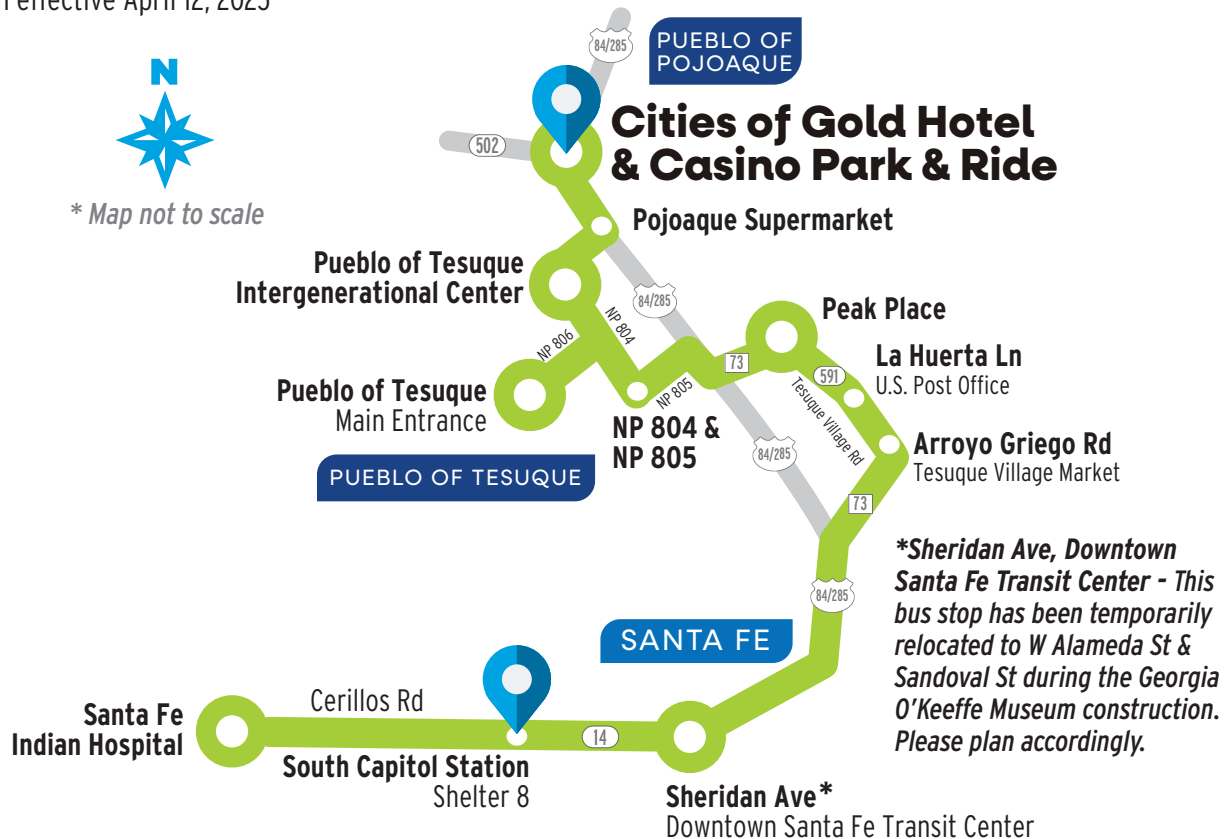 effective April 12, 2025
84/285
PUEBLO OF
POJOAQUE
N
Cities of Gold Hotel
& Casino Park & Ride
502
* Map not to scale
Pojoaque Supermarket
Pueblo of Tesuque
Intergenerational Center
84/285
NP 804
Peak Place
NP 806
73
La Huerta Ln
U.S. Post Office
591
NP 805
Tesuque Village Rd
Pueblo of Tesuque
Main Entrance
NP 804 &
NP 805
Arroyo Griego Rd
Tesuque Village Market
84/285
PUEBLO OF TESUQUE
73
*Sheridan Ave, Downtown
Santa Fe Transit Center - This
bus stop has been temporarily
relocated to W Alameda St &
Sandoval St during the Georgia
O'Keeffe Museum construction.
Please plan accordingly.
84/285
SANTA FE
Cerillos Rd
Santa Fe
Indian Hospital
14
South Capitol Station
Shelter 8
Sheridan Ave*
Downtown Santa Fe Transit Center